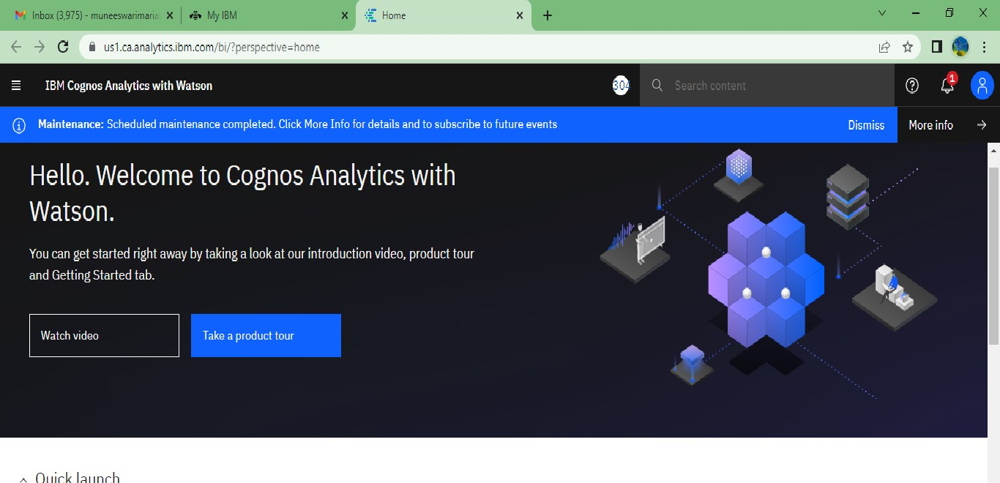 Inbox (3,975) - muneeswarimaria
My IBM
Home
us1.ca.analytics.ibm.com/bi/?perspective=home
IBM Cognos Analytics with Watson
304
Search content
1
Maintenance: Scheduled maintenance completed. Click More Info for details and to subscribe to future events
Dismiss
More info
Hello. Welcome to Cognos Analytics with
Watson.
You can get started right away by taking a look at our introduction video, product tour
and Getting Started tab.
Watch video
Take a product tour
Quick launch